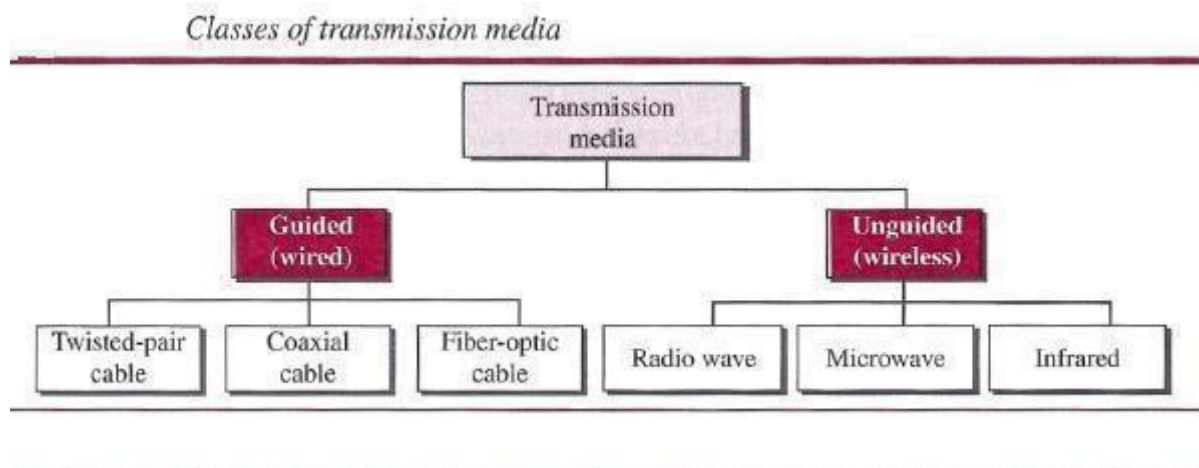 Classes of transmission media
Transmission
media
Guided
(wired)
Unguided
(wireless)
Twisted-pair
cable
Coaxial
cable
Fiber-optic
cable
Radio wave
Microwave
Infrared